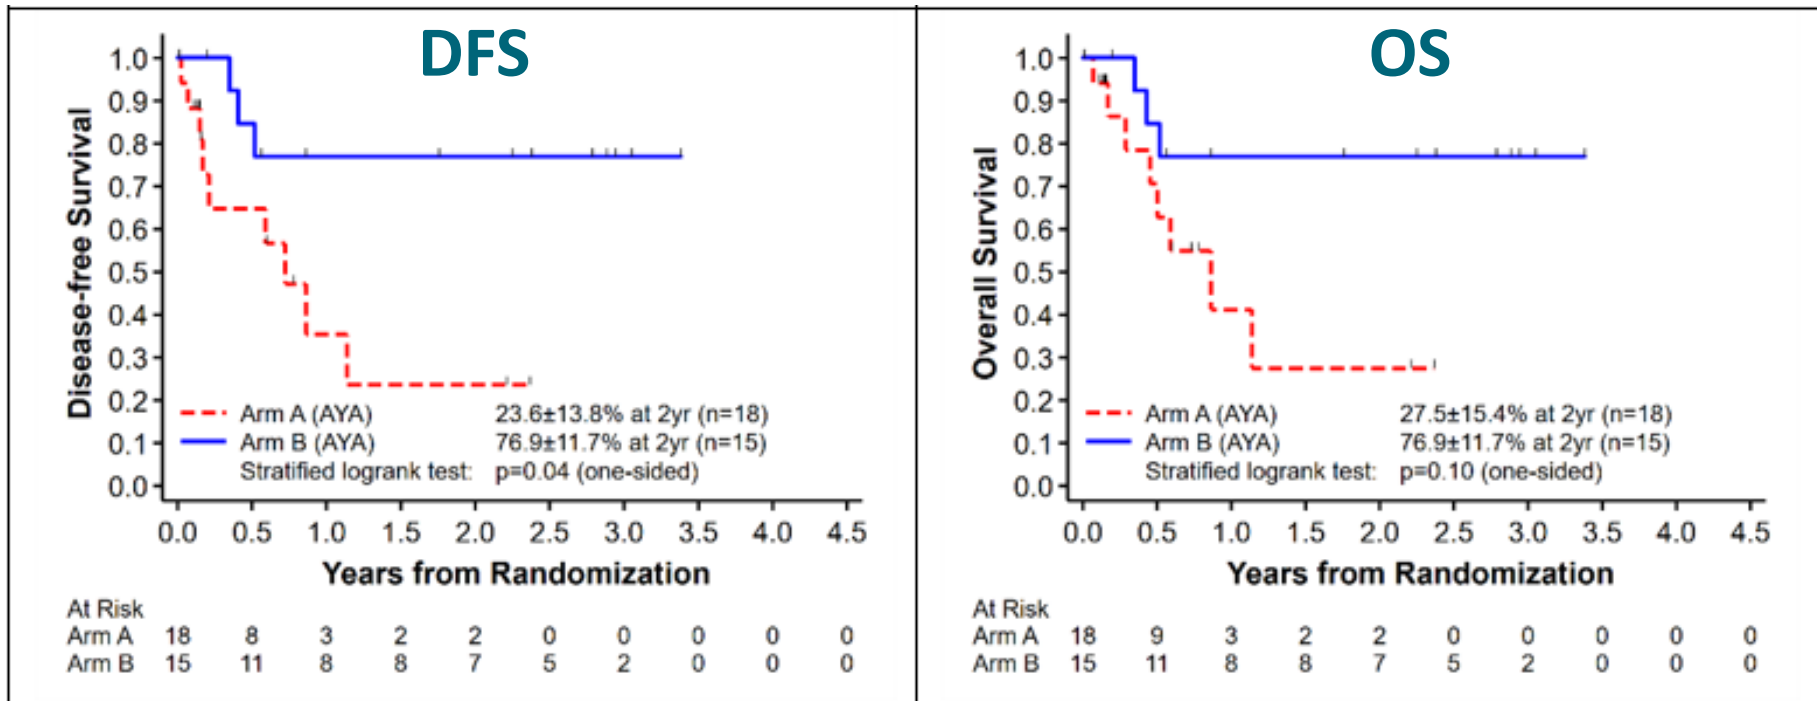 DFS
1.0
0.9
0.8
0.7
0.6
0.5
0.4
0.3
0.2
0.1
0.0
Disease-free Survival
Arm A (AYA) 23.6±13.8% at 2yr (n=18)
Arm B (AYA) 76.9±11.7% at 2yr (n=15)
Stratified logrank test: p=0.04 (one-sided)
0.0 0.5 1.0 1.5 2.0 2.5 3.0 3.5 4.0 4.5
Years from Randomization
At Risk
Arm A 18 8 3 2 2 0 0 0 0 0
Arm B 15 11 8 8 7 5 2 0 0 0
OS
1.0
0.9
0.8
0.7
0.6
0.5
0.4
0.3
0.2
0.1
0.0
Overall Survival
Arm A (AYA) 27.5±15.4% at 2yr (n=18)
Arm B (AYA) 76.9±11.7% at 2yr (n=15)
Stratified logrank test: p=0.10 (one-sided)
0.0 0.5 1.0 1.5 2.0 2.5 3.0 3.5 4.0 4.5
Years from Randomization
At Risk
Arm A 18 9 3 2 2 0 0 0 0 0
Arm B 15 11 8 8 7 5 2 0 0 0